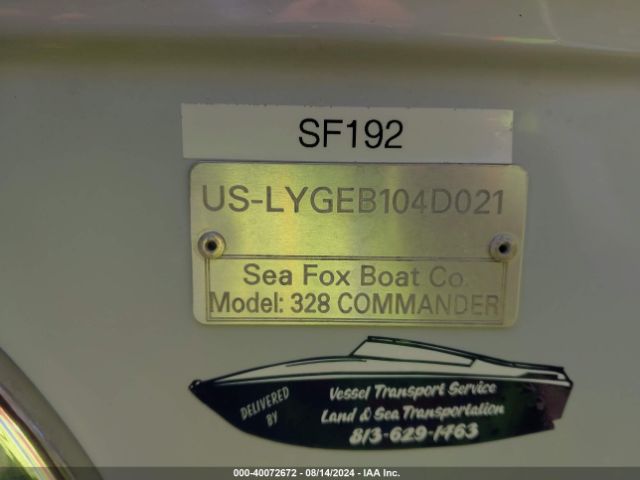 SF192
US-LYGEB104D021
Sea Fox Boat Co.
Model: 328 COMMANDER
DELIVERED
BY
Vessel Transport Service
Land & Sea Transportation
813-629-1463
000-40072672 - 08/14/2024 - IAA Inc.